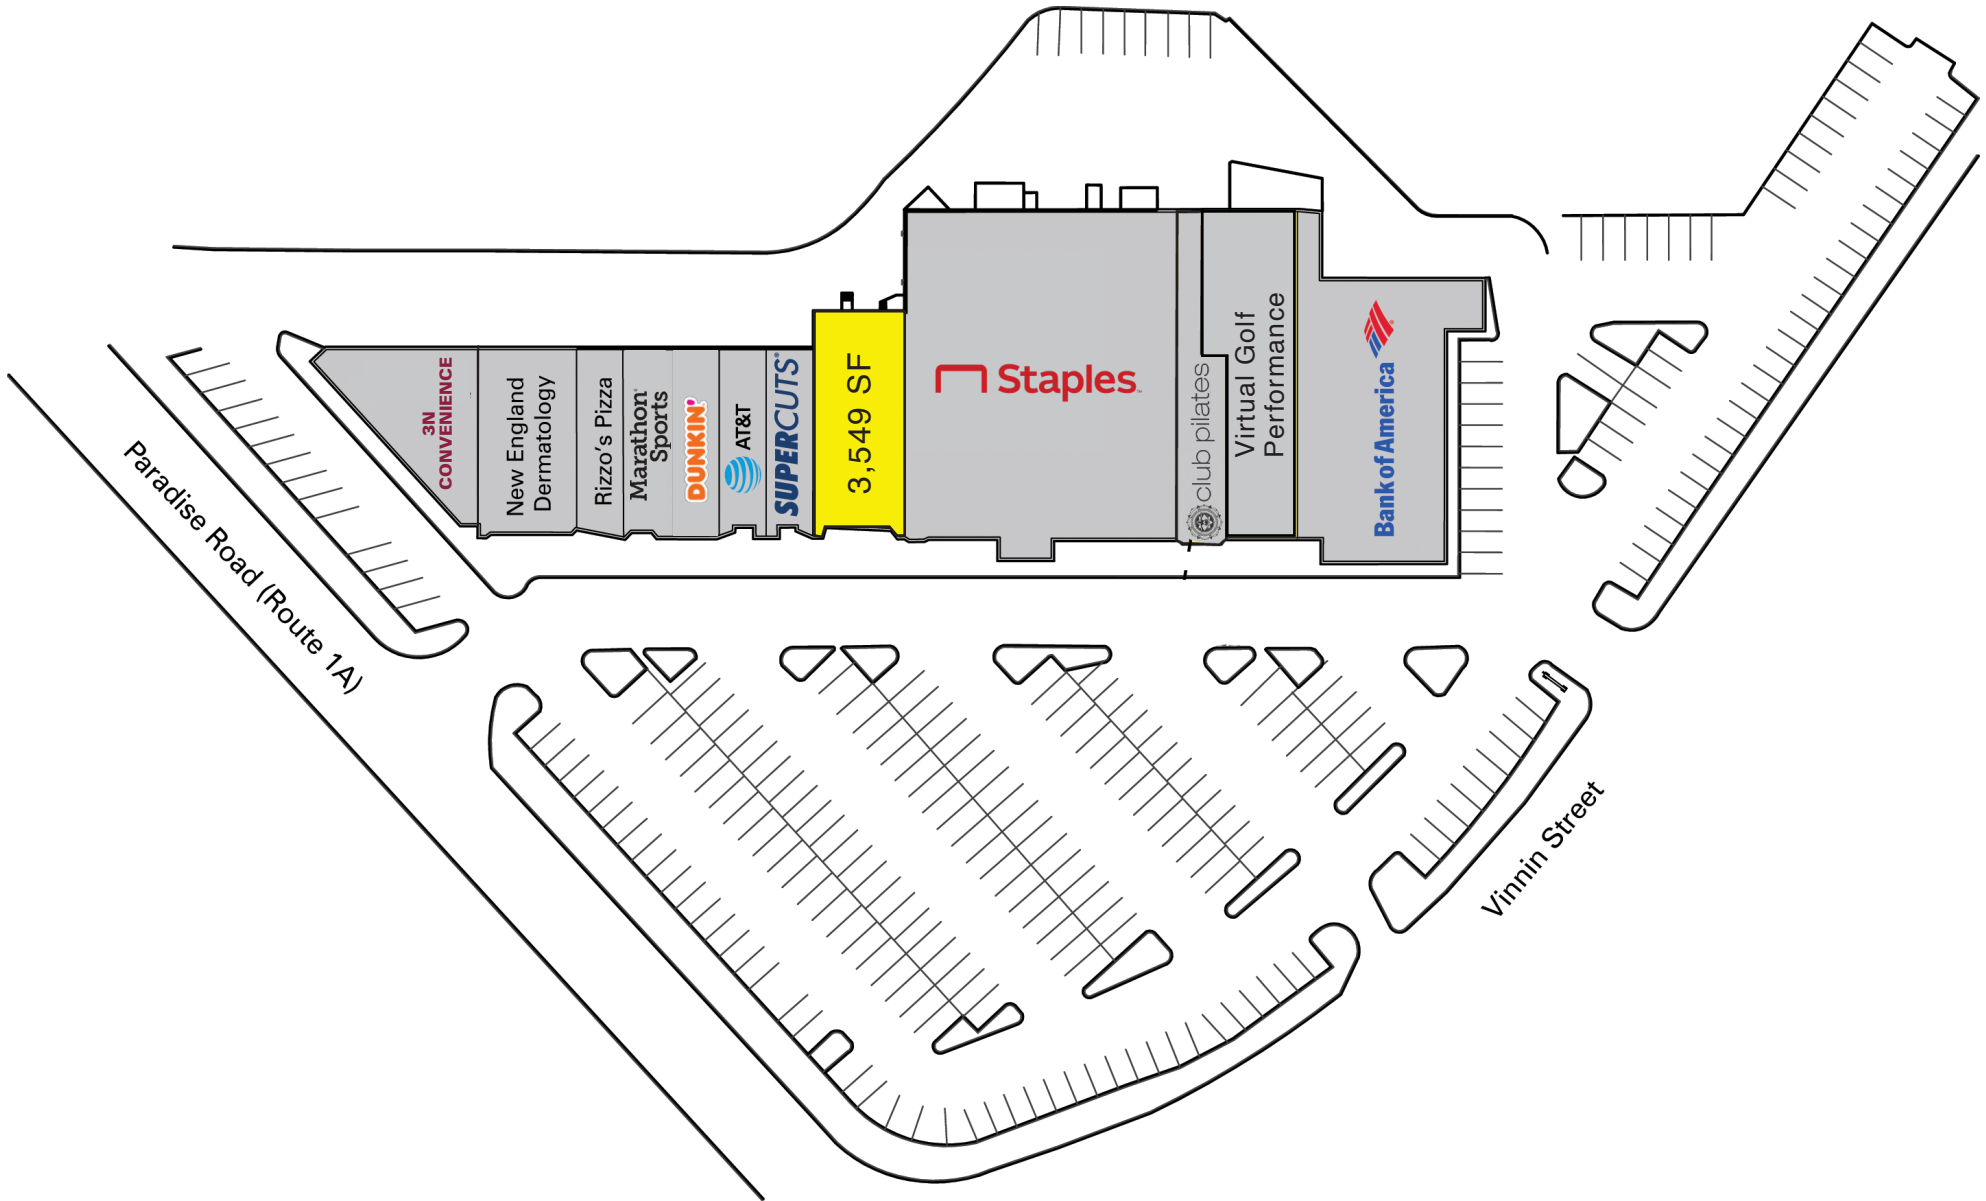 3N
CONVENIENCE
New England
Dermatology
Rizzo's Pizza
Marathon®
Sports
DUNKIN'
AT&T
SUPERCUTS®
3,549 SF
Staples™
club pilates
Virtual Golf
Performance
Bank of America
Paradise Road (Route 1A)
Vinnin Street